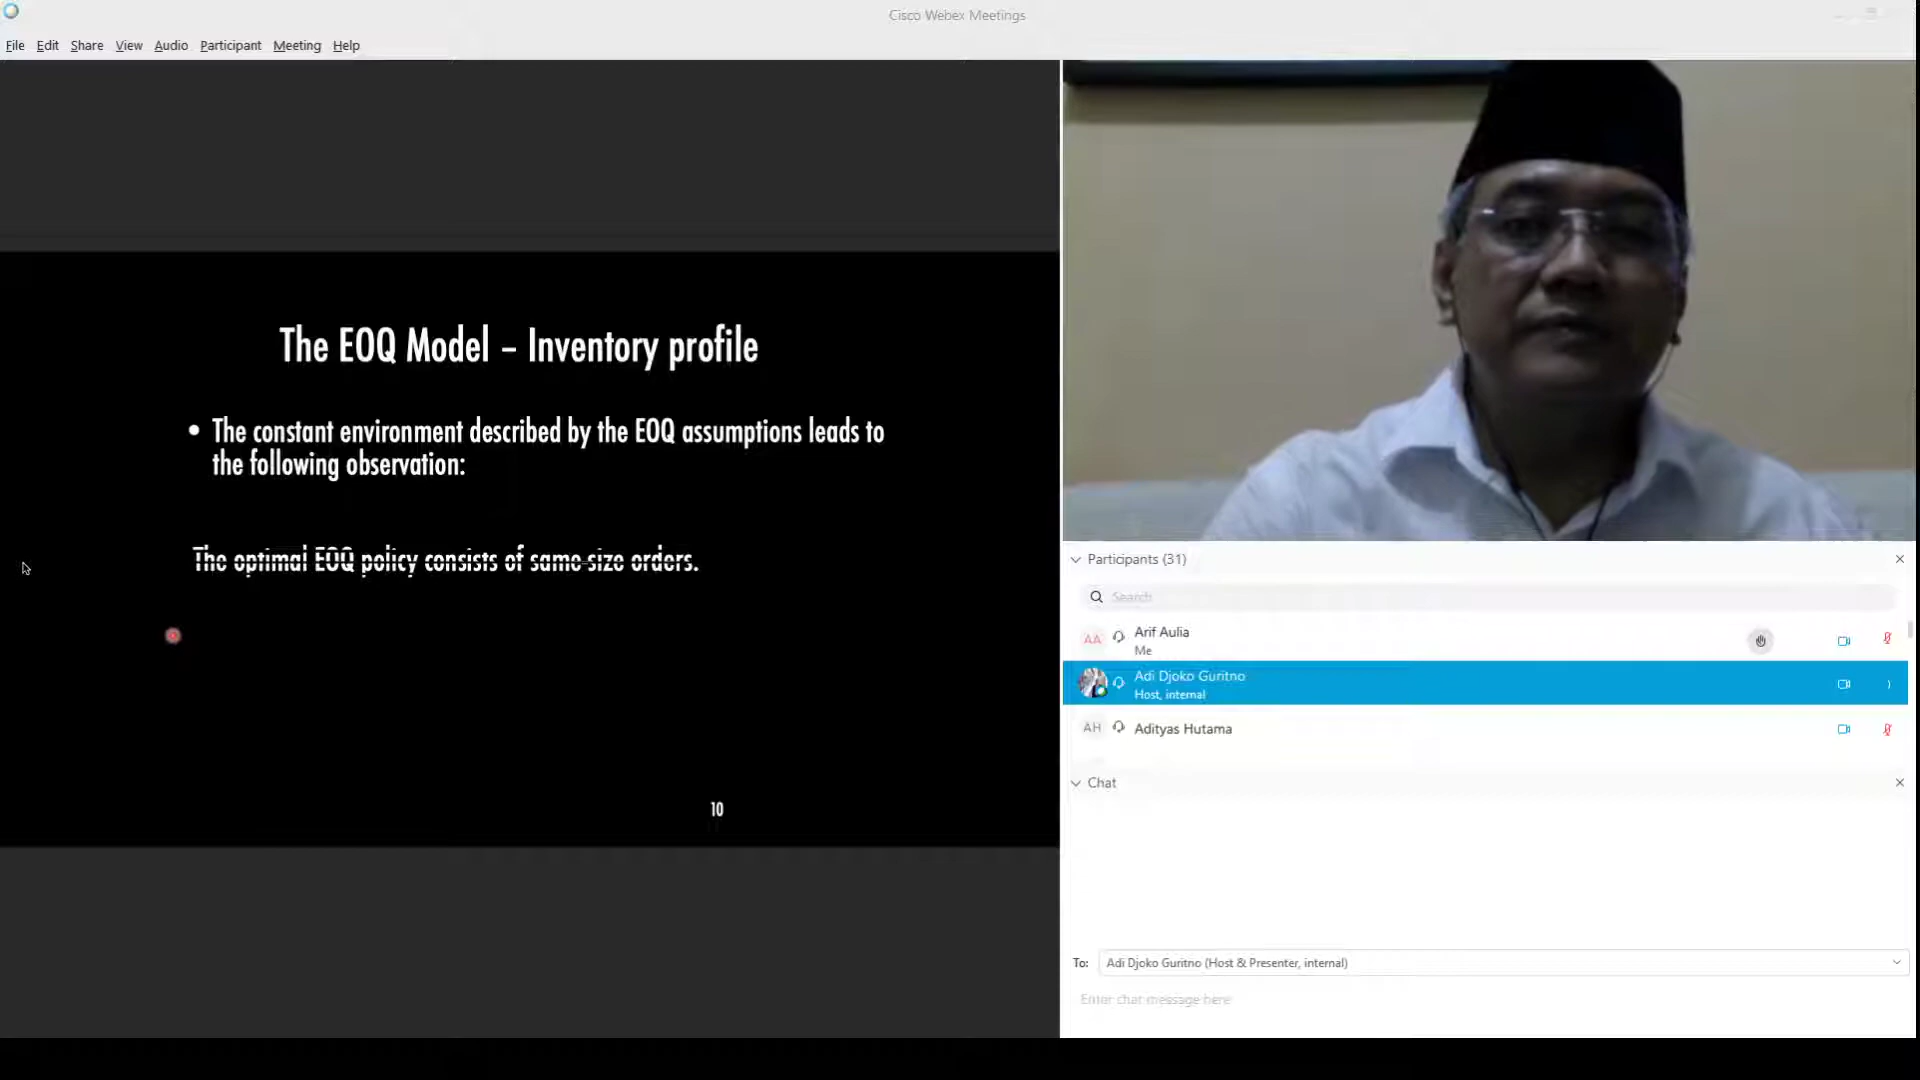 Cisco Webex Meetings
File Edit Share View Audio Participant Meeting Help
The EOQ Model – Inventory profile
• The constant environment described by the EOQ assumptions leads to
the following observation:
The optimal EOQ policy consists of same-size orders.
10
Participants (31)
Search
AA Arif Aulia
Me
Adi Djoko Guritno
Host, internal
AH Adityas Hutama
Chat
To: Adi Djoko Guritno (Host & Presenter, internal)
Enter chat message here